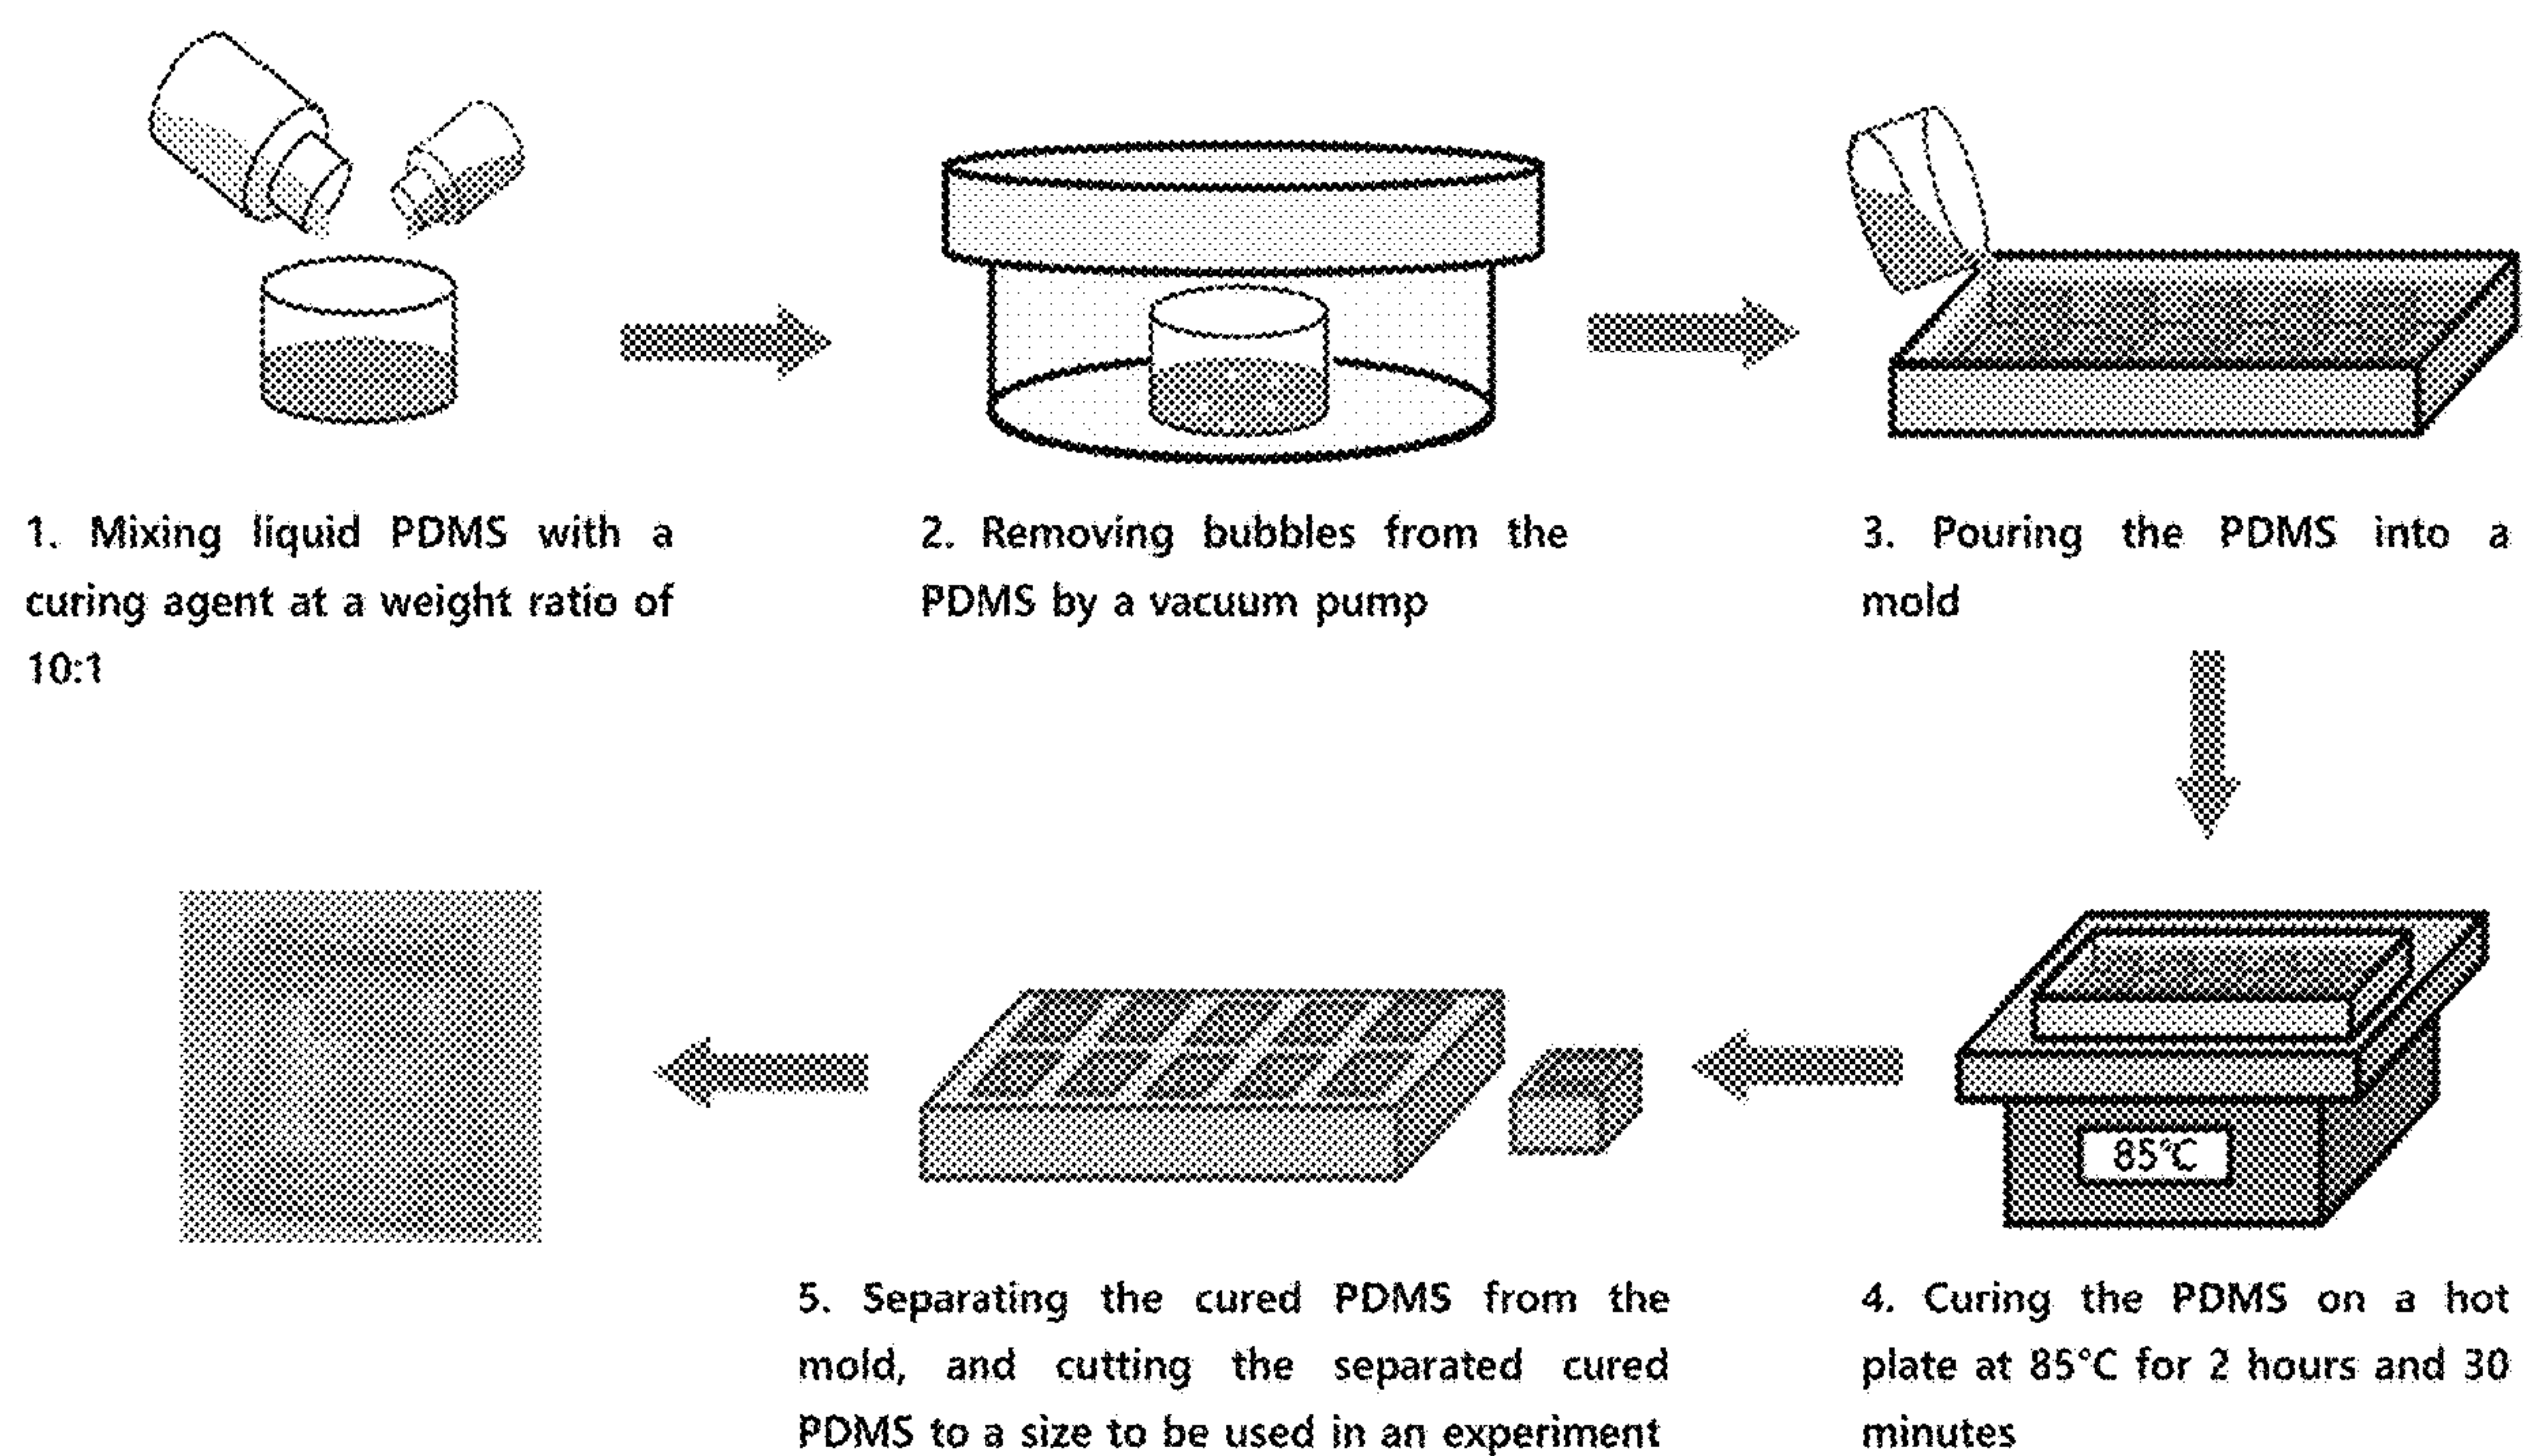 1. Mixing liquid PDMS with a
curing agent at a weight ratio of
10:1
2. Removing bubbles from the
PDMS by a vacuum pump
3. Pouring the PDMS into a
mold
85°C
4. Curing the PDMS on a hot
plate at 85°C for 2 hours and 30
minutes
5. Separating the cured PDMS from the
mold, and cutting the separated cured
PDMS to a size to be used in an experiment